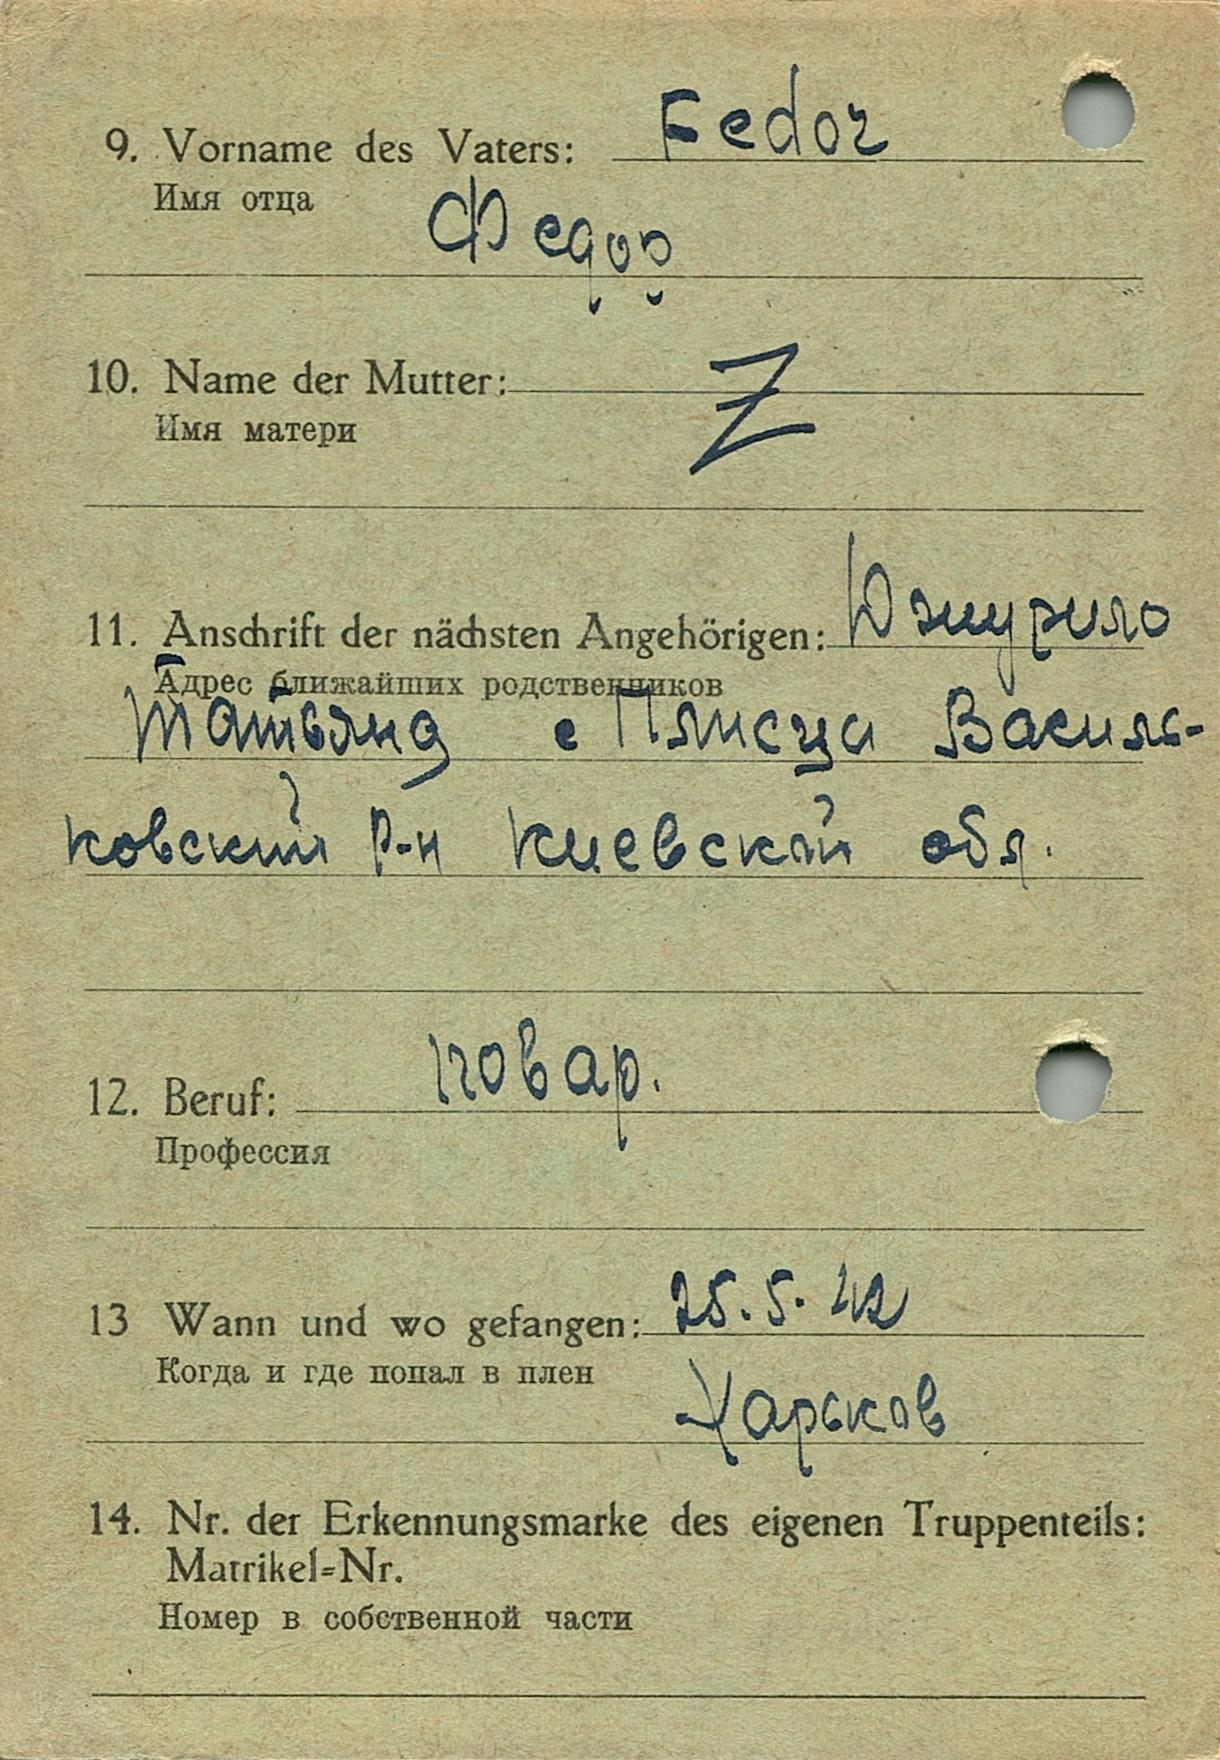 9. Vorname des Vaters: Fedor
Имя отца
Федор
10. Name der Mutter: Z
Имя матери
11. Anschrift der nächsten Angehörigen:
Адрес ближайших родственников
Татьяна с Плисца Василь-
ковский р-н Киевской обл.
12. Beruf: повар.
Профессия
13 Wann und wo gefangen: 25.5.42
Когда и где попал в плен
Харьков
14. Nr. der Erkennungsmarke des eigenen Truppenteils:
Matrikel=Nr.
Номер в собственной части